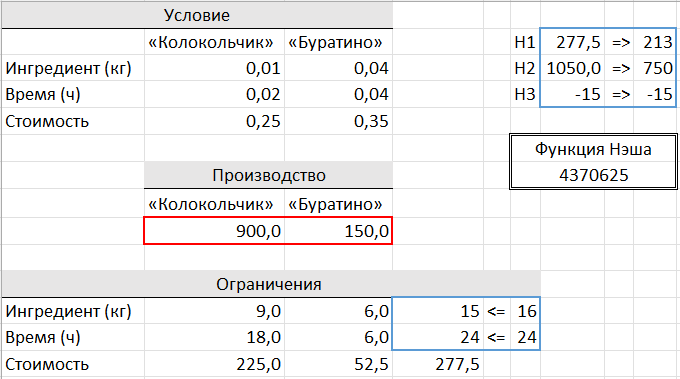 Условие
«Колокольчик» «Буратино»
Ингредиент (кг) 0,01 0,04
Время (ч) 0,02 0,04
Стоимость 0,25 0,35
H1 277,5 => 213
H2 1050,0 => 750
H3 -15 => -15
Функция Нэша
4370625
Производство
«Колокольчик» «Буратино»
900,0 150,0
Ограничения
Ингредиент (кг) 9,0 6,0 15 <= 16
Время (ч) 18,0 6,0 24 <= 24
Стоимость 225,0 52,5 277,5